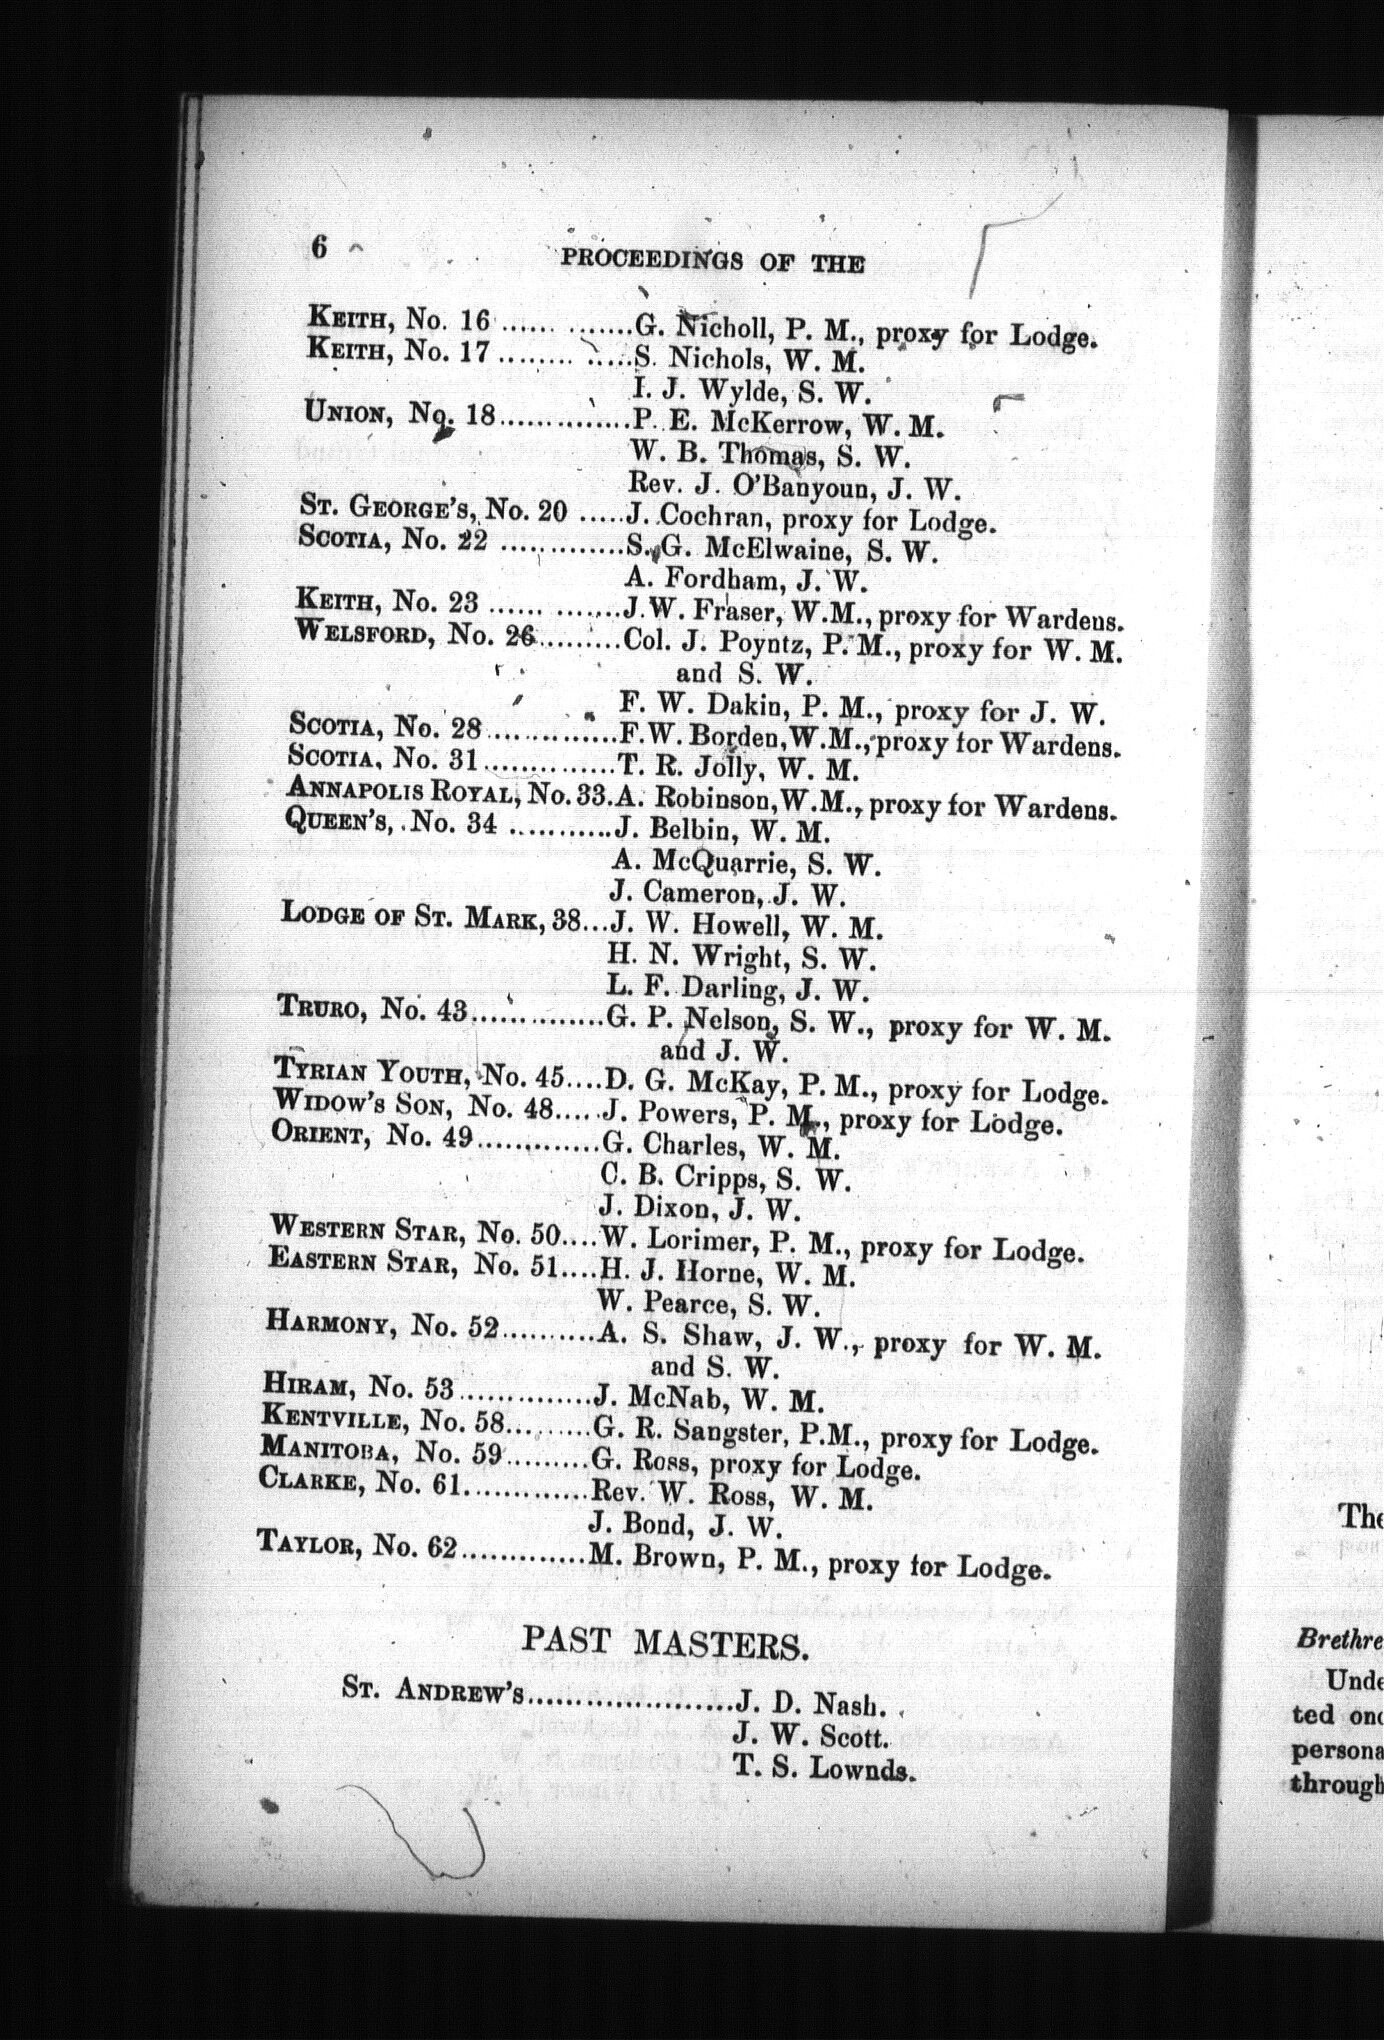 6
PROCEEDINGS OF THE
KEITH, No. 16 ............. G. Nicholl, P. M., proxy for Lodge.
KEITH, No. 17 ............. S. Nichols, W. M.
I. J. Wylde, S. W.
UNION, No. 18.............. P. E. McKerrow, W. M.
W. B. Thomas, S. W.
Rev. J. O'Banyoun, J. W.
ST. GEORGE'S, No. 20 .....J. Cochran, proxy for Lodge.
SCOTIA, No. 22 .............S. G. McElwaine, S. W.
A. Fordham, J. W.
KEITH, No. 23 .............J. W. Fraser, W.M., proxy for Wardens.
WELSFORD, No. 26.........Col. J. Poyntz, P. M., proxy for W. M.
and S. W.
F. W. Dakin, P. M., proxy for J. W.
SCOTIA, No. 28..............F. W. Borden, W.M., proxy for Wardens.
SCOTIA, No. 31..............T. R. Jolly, W. M.
ANNAPOLIS ROYAL, No. 33.A. Robinson, W.M., proxy for Wardens.
QUEEN'S, No. 34 ...........J. Belbin, W. M.
A. McQuarrie, S. W.
J. Cameron, J. W.
LODGE OF ST. MARK, 38...J. W. Howell, W. M.
H. N. Wright, S. W.
L. F. Darling, J. W.
TRURO, No. 43..............G. P. Nelson, S. W., proxy for W. M.
and J. W.
TYRIAN YOUTH, No. 45....D. G. McKay, P. M., proxy for Lodge.
WIDOW'S SON, No. 48.....J. Powers, P. M., proxy for Lodge.
ORIENT, No. 49.............G. Charles, W. M.
C. B. Cripps, S. W.
J. Dixon, J. W.
WESTERN STAR, No. 50....W. Lorimer, P. M., proxy for Lodge.
EASTERN STAR, No. 51....H. J. Horne, W. M.
W. Pearce, S. W.
HARMONY, No. 52..........A. S. Shaw, J. W., proxy for W. M.
and S. W.
HIRAM, No. 53..............J. McNab, W. M.
KENTVILLE, No. 58.........G. R. Sangster, P.M., proxy for Lodge.
MANITOBA, No. 59.........G. Ross, proxy for Lodge.
CLARKE, No. 61.............Rev. W. Ross, W. M.
J. Bond, J. W.
TAYLOR, No. 62.............M. Brown, P. M., proxy for Lodge.
PAST MASTERS.
ST. ANDREW'S......................J. D. Nash.
J. W. Scott.
T. S. Lownds.
The
Brethre
Unde
ted onc
persona
through